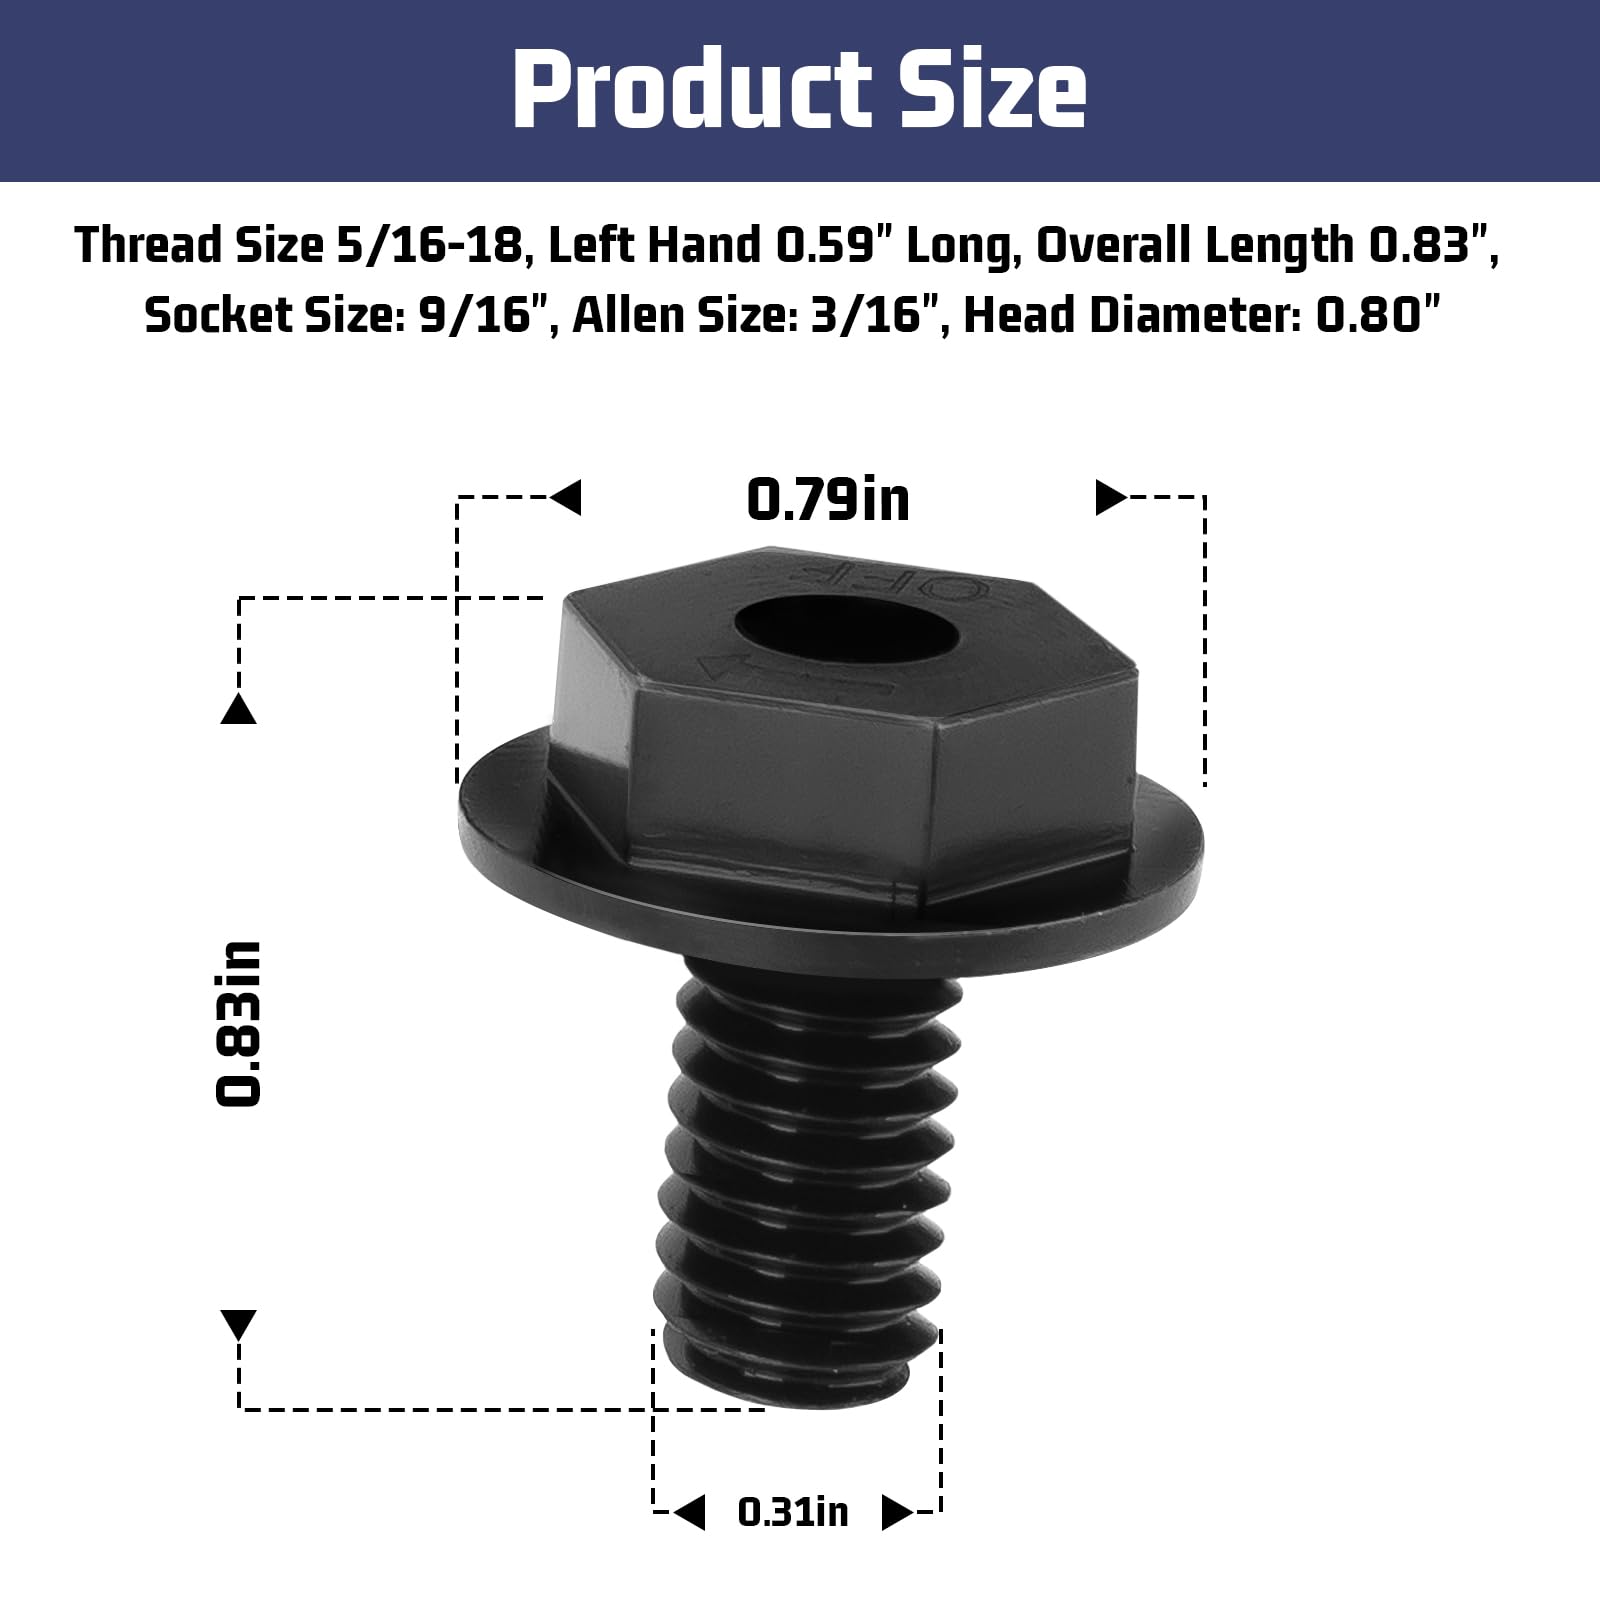 Product Size
Thread Size 5/16-18, Left Hand 0.59" Long, Overall Length 0.83",
Socket Size: 9/16", Allen Size: 3/16", Head Diameter: 0.80"
0.79in
OFF
0.83in
0.31in